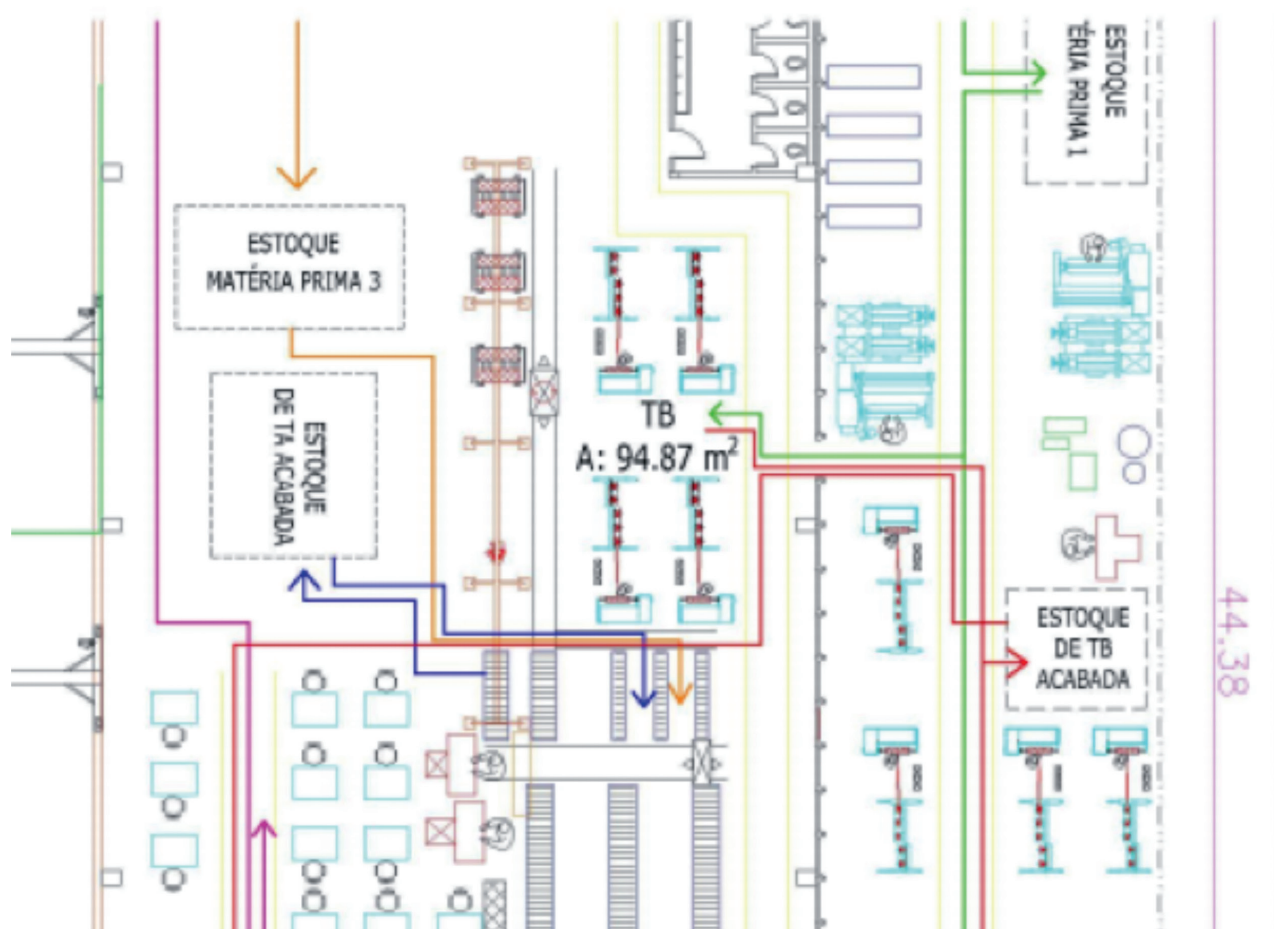 ESTOQUE
ÉRIA PRIMA 1
ESTOQUE
MATÉRIA PRIMA 3
ESTOQUE
DE TA ACABADA
TB
A: 94.87 m²
ESTOQUE
DE TB
ACABADA
44.38